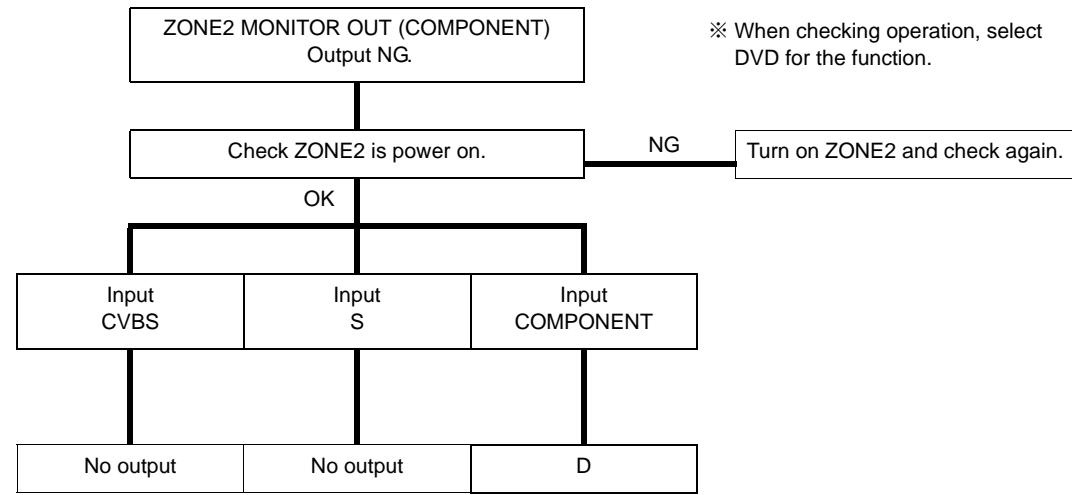 ZONE2 MONITOR OUT (COMPONENT)
Output NG.
※ When checking operation, select
DVD for the function.
Check ZONE2 is power on.
NG
Turn on ZONE2 and check again.
OK
Input
CVBS
Input
S
Input
COMPONENT
No output
No output
D